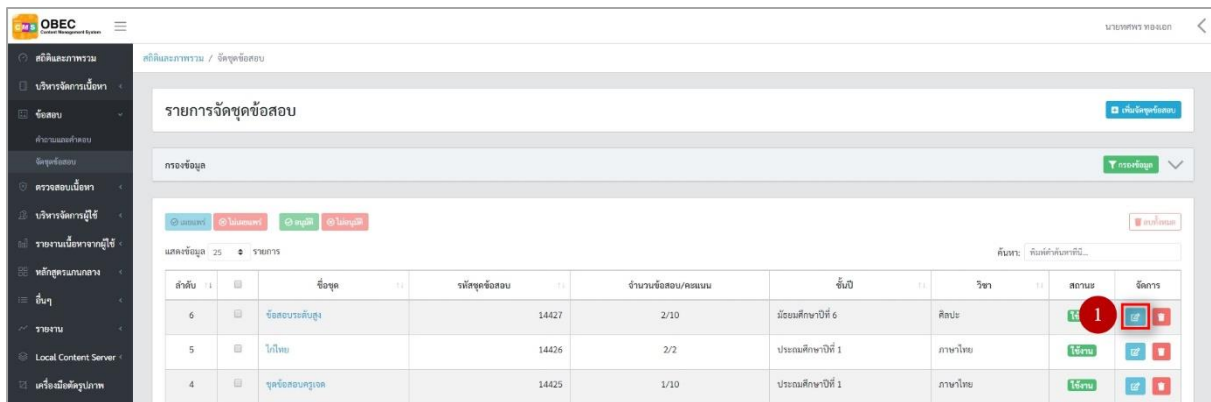 CMS OBEC
Content Management System
นายทศพร ทองเอก
สถิติและภาพรวม
สถิติและภาพรวม / จัดชุดข้อสอบ
บริหารจัดการเนื้อหา
รายการจัดชุดข้อสอบ
เพิ่มจัดชุดข้อสอบ
ข้อสอบ
คำถามและคำตอบ
จัดชุดข้อสอบ
กรองข้อมูล
กรองข้อมูล
ตรวจสอบเนื้อหา
บริหารจัดการผู้ใช้
เผยแพร่ ไม่เผยแพร่ อนุมัติ ไม่อนุมัติ
ลบทั้งหมด
รายงานเนื้อหาจากผู้ใช้
แสดงข้อมูล 25 รายการ
ค้นหา: พิมพ์คำค้นหาที่นี่...
หลักสูตรแกนกลาง
ลำดับ ชื่อชุด รหัสชุดข้อสอบ จำนวนข้อสอบ/คะแนน ชั้นปี วิชา สถานะ จัดการ
อื่นๆ
6 ข้อสอบระดับสูง 14427 2/10 มัธยมศึกษาปีที่ 6 ศิลปะ 1
รายงาน
5 ไก่ไทย 14426 2/2 ประถมศึกษาปีที่ 1 ภาษาไทย ใช้งาน
Local Content Server
4 ชุดข้อสอบครูเจด 14425 1/10 ประถมศึกษาปีที่ 1 ภาษาไทย ใช้งาน
เครื่องมือตัดรูปภาพ